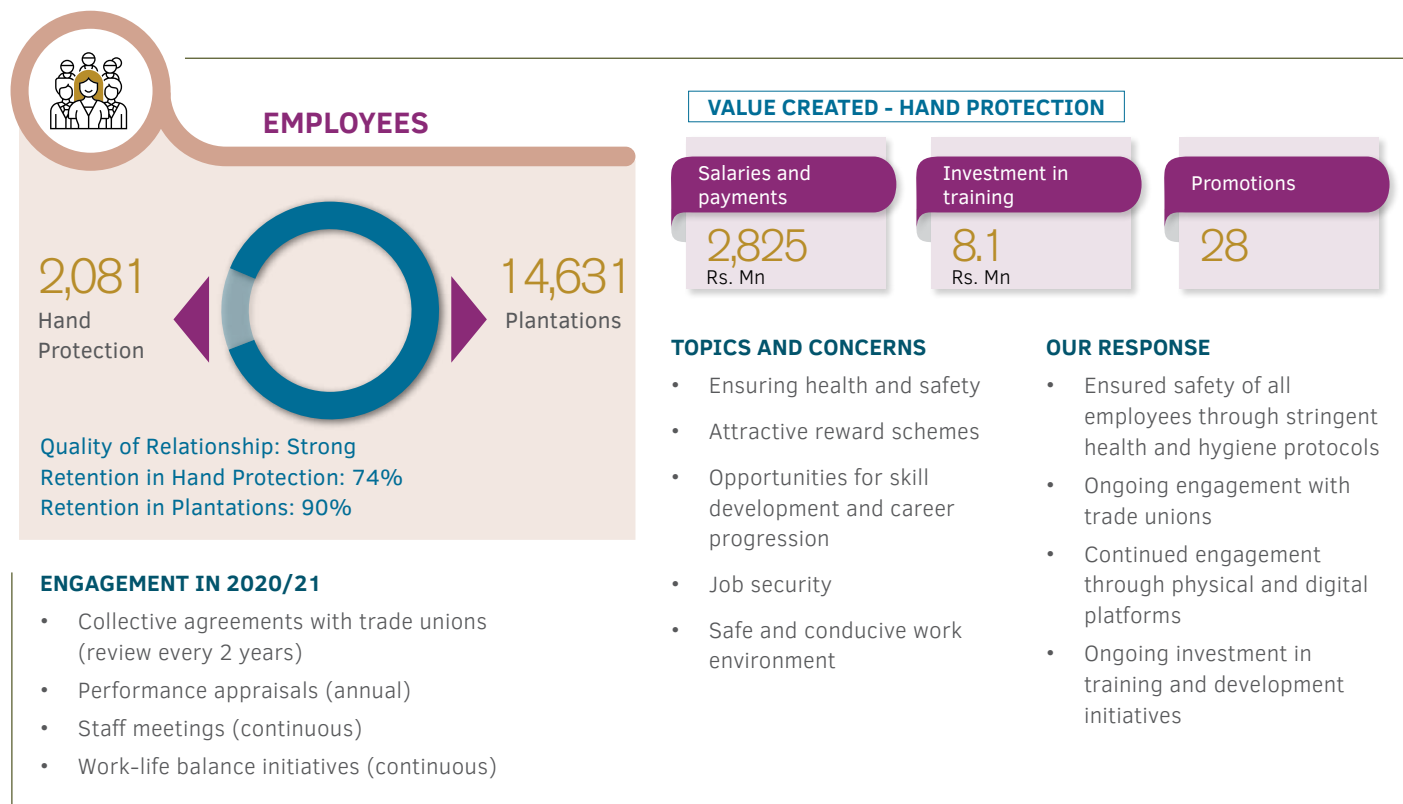 EMPLOYEES
2,081
Hand
Protection
14,631
Plantations
Quality of Relationship: Strong
Retention in Hand Protection: 74%
Retention in Plantations: 90%
ENGAGEMENT IN 2020/21
• Collective agreements with trade unions
(review every 2 years)
• Performance appraisals (annual)
• Staff meetings (continuous)
• Work-life balance initiatives (continuous)
VALUE CREATED - HAND PROTECTION
Salaries and
payments
2,825
Rs. Mn
Investment in
training
8.1
Rs. Mn
Promotions
28
TOPICS AND CONCERNS
• Ensuring health and safety
• Attractive reward schemes
• Opportunities for skill
development and career
progression
• Job security
• Safe and conducive work
environment
OUR RESPONSE
• Ensured safety of all
employees through stringent
health and hygiene protocols
• Ongoing engagement with
trade unions
• Continued engagement
through physical and digital
platforms
• Ongoing investment in
training and development
initiatives